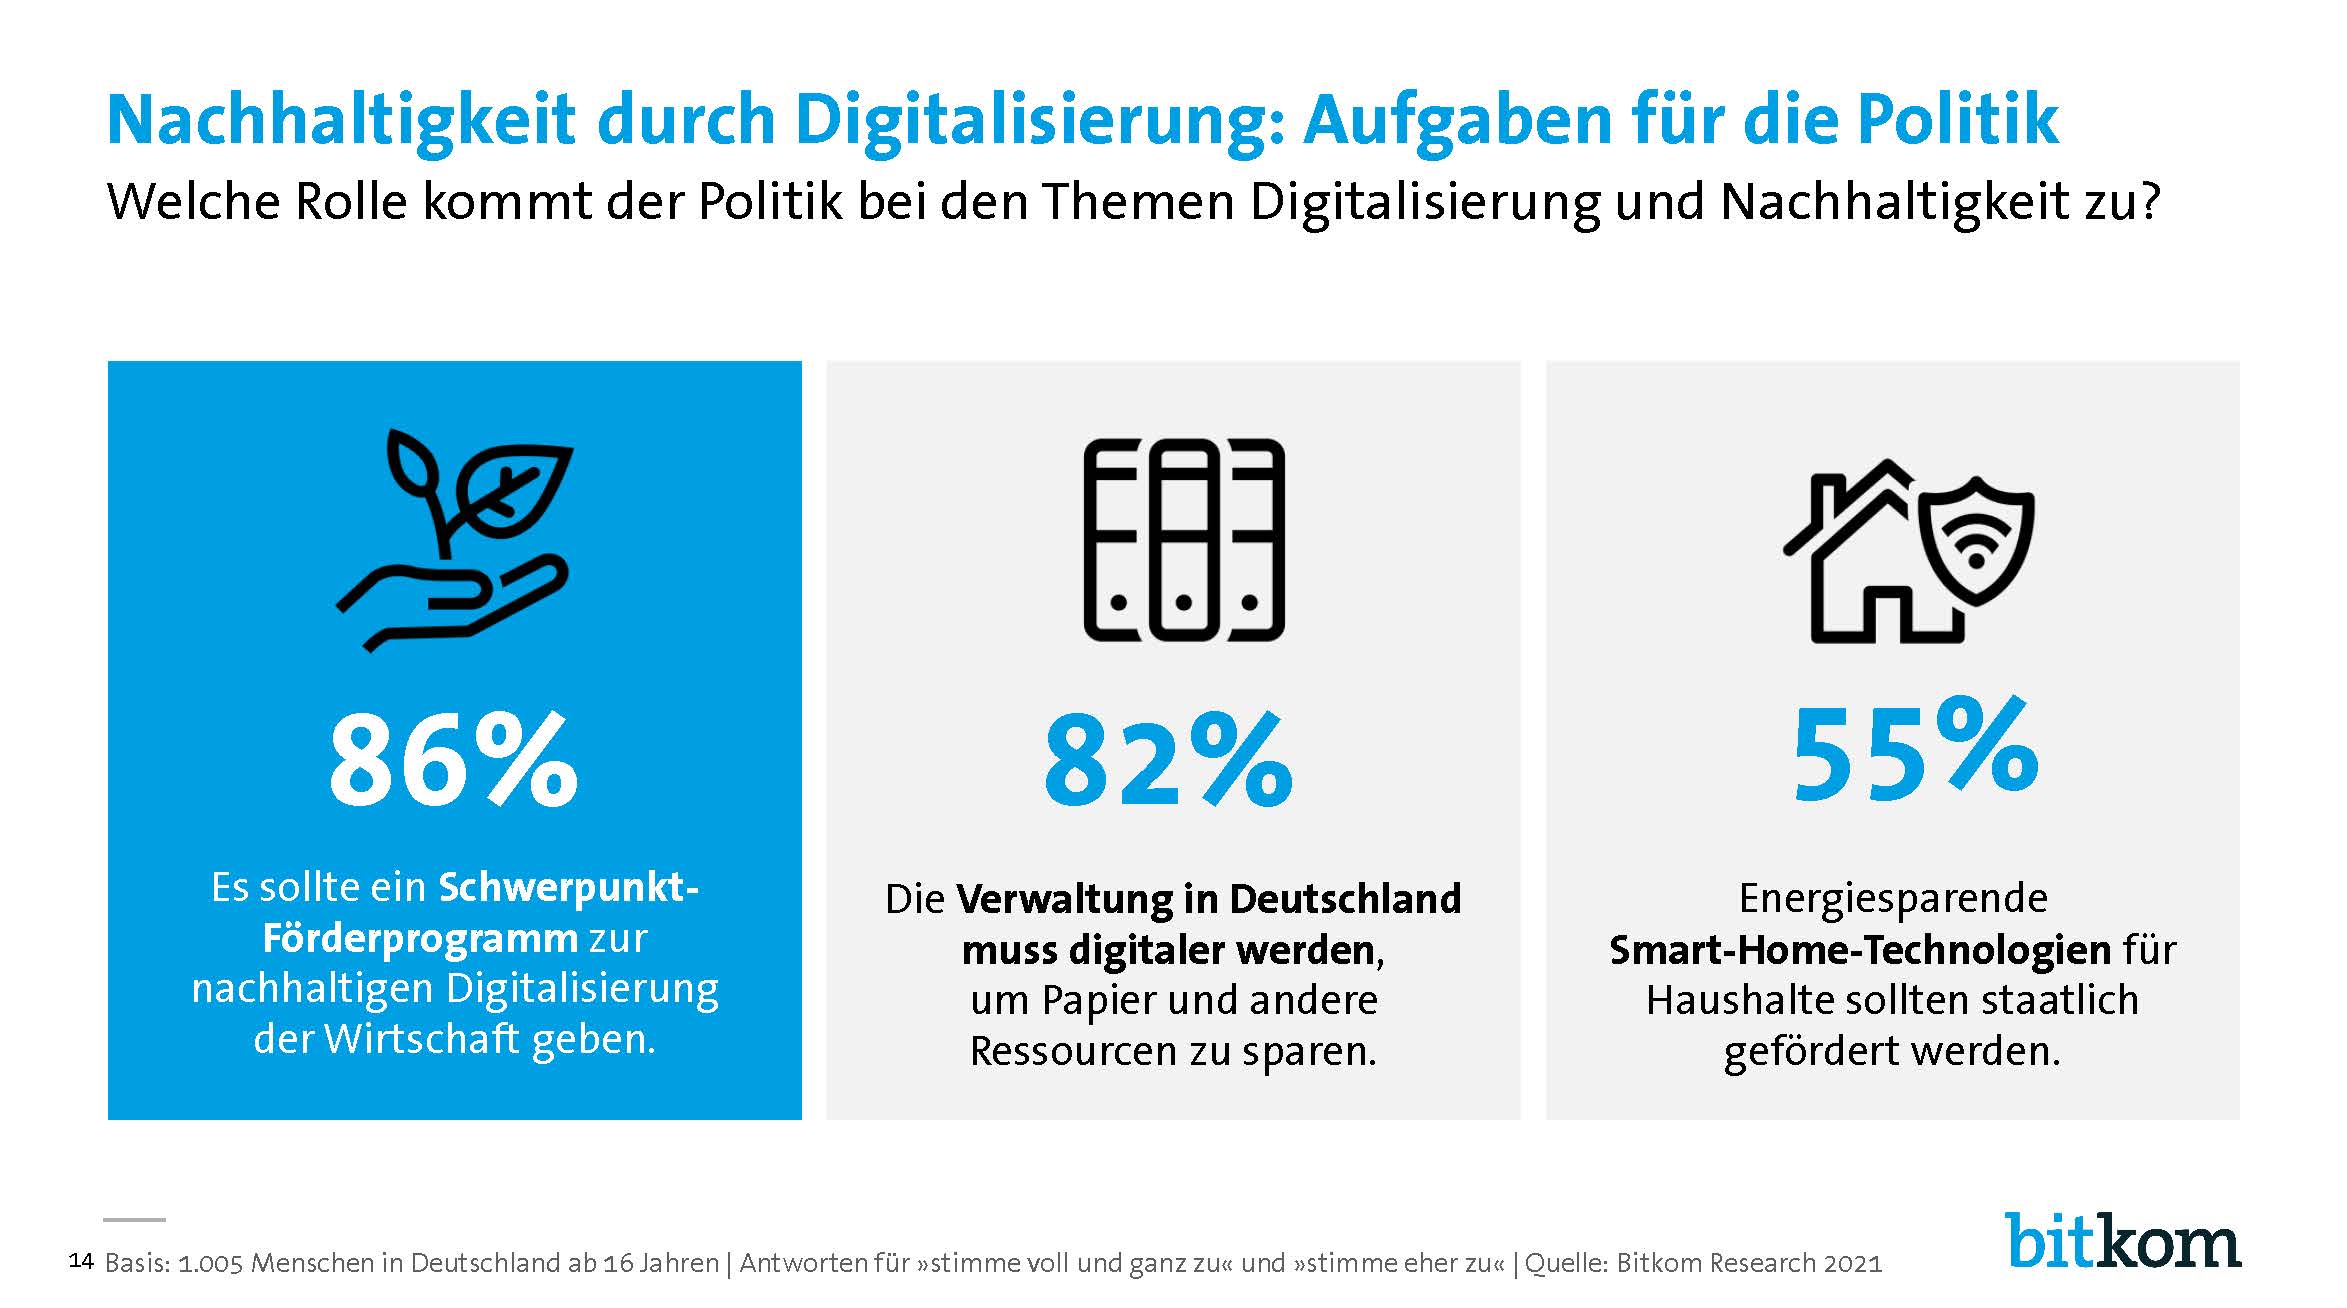 Nachhaltigkeit durch Digitalisierung: Aufgaben für die Politik
Welche Rolle kommt der Politik bei den Themen Digitalisierung und Nachhaltigkeit zu?
86%
Es sollte ein Schwerpunkt-
Förderprogramm zur
nachhaltigen Digitalisierung
der Wirtschaft geben.
82%
Die Verwaltung in Deutschland
muss digitaler werden,
um Papier und andere
Ressourcen zu sparen.
55%
Energiesparende
Smart-Home-Technologien für
Haushalte sollten staatlich
gefördert werden.
14 Basis: 1.005 Menschen in Deutschland ab 16 Jahren | Antworten für »stimme voll und ganz zu« und »stimme eher zu« | Quelle: Bitkom Research 2021
bitkom